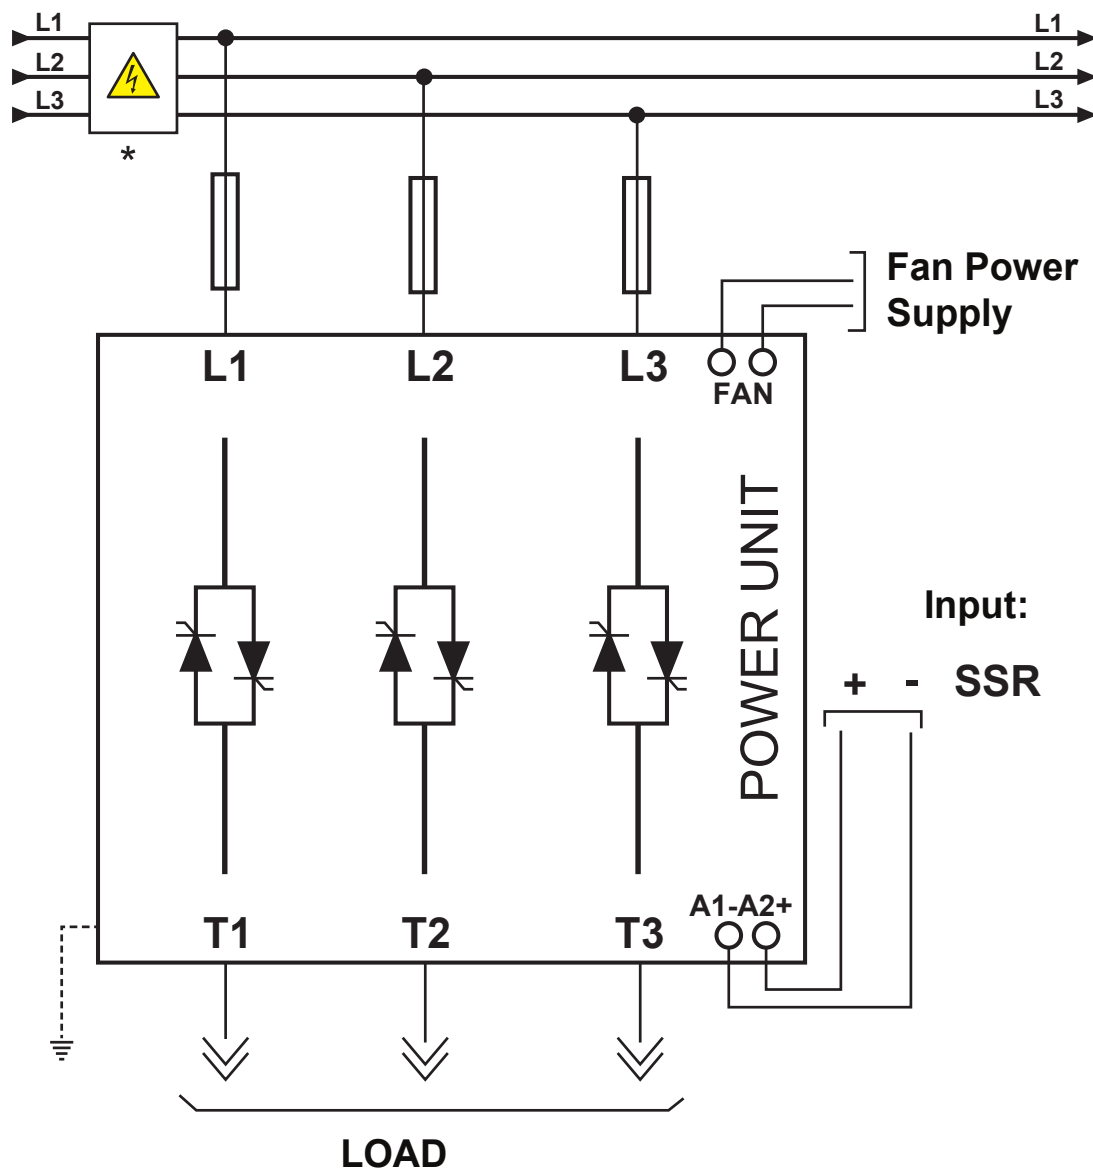 L1
L1
L2
L2
L3
L3
*
Fan Power
Supply
L1
L2
L3
FAN
POWER UNIT
Input:
+ - SSR
A1-A2+
T1
T2
T3
LOAD